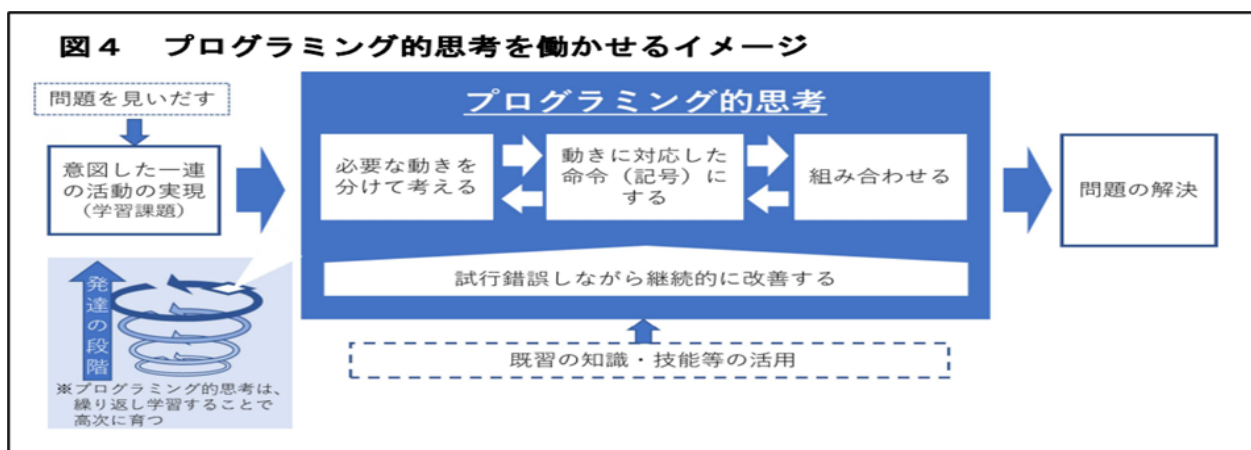 図４　プログラミング的思考を働かせるイメージ
問題を見いだす
意図した一連
の活動の実現
(学習課題)
プログラミング的思考
必要な動きを
分けて考える
動きに対応した
命令（記号）に
する
組み合わせる
試行錯誤しながら継続的に改善する
問題の解決
既習の知識・技能等の活用
発達の段階
※プログラミング的思考は、
繰り返し学習することで
高次に育つ